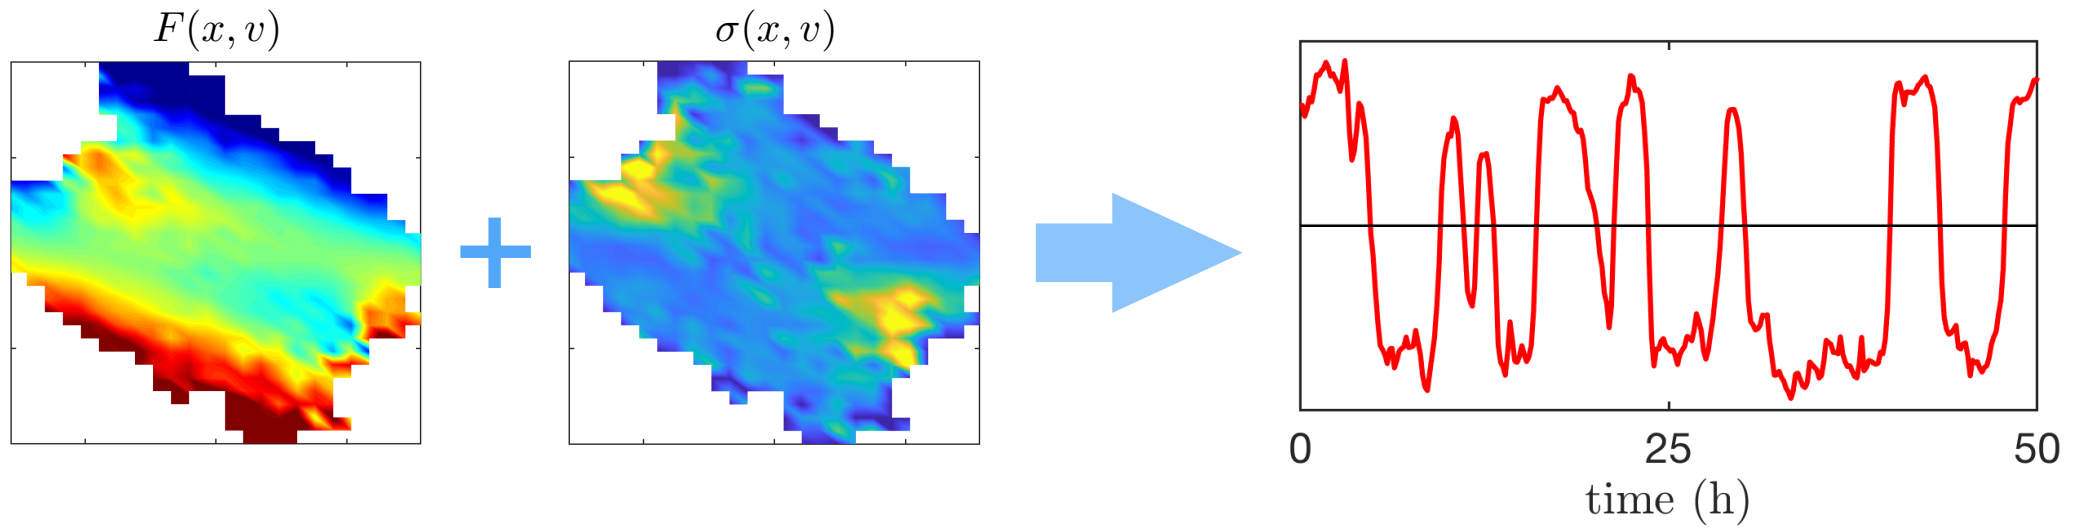 F(x, v)
σ(x, v)
+
0 25 50
time (h)